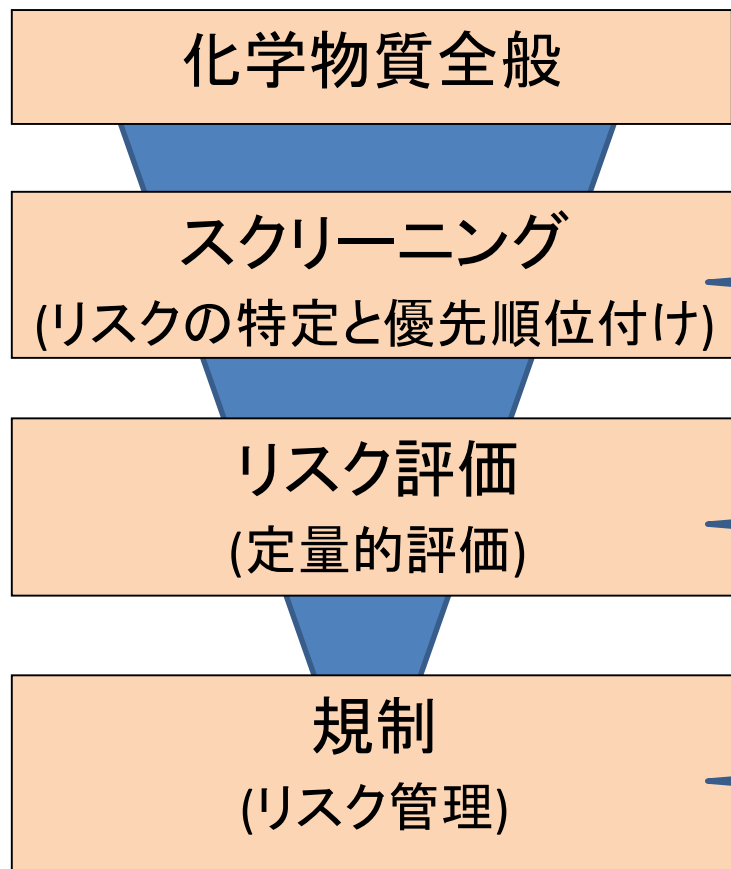 化学物質全般
スクリーニング
(リスクの特定と優先順位付け)
リスク評価
(定量的評価)
規制
(リスク管理)